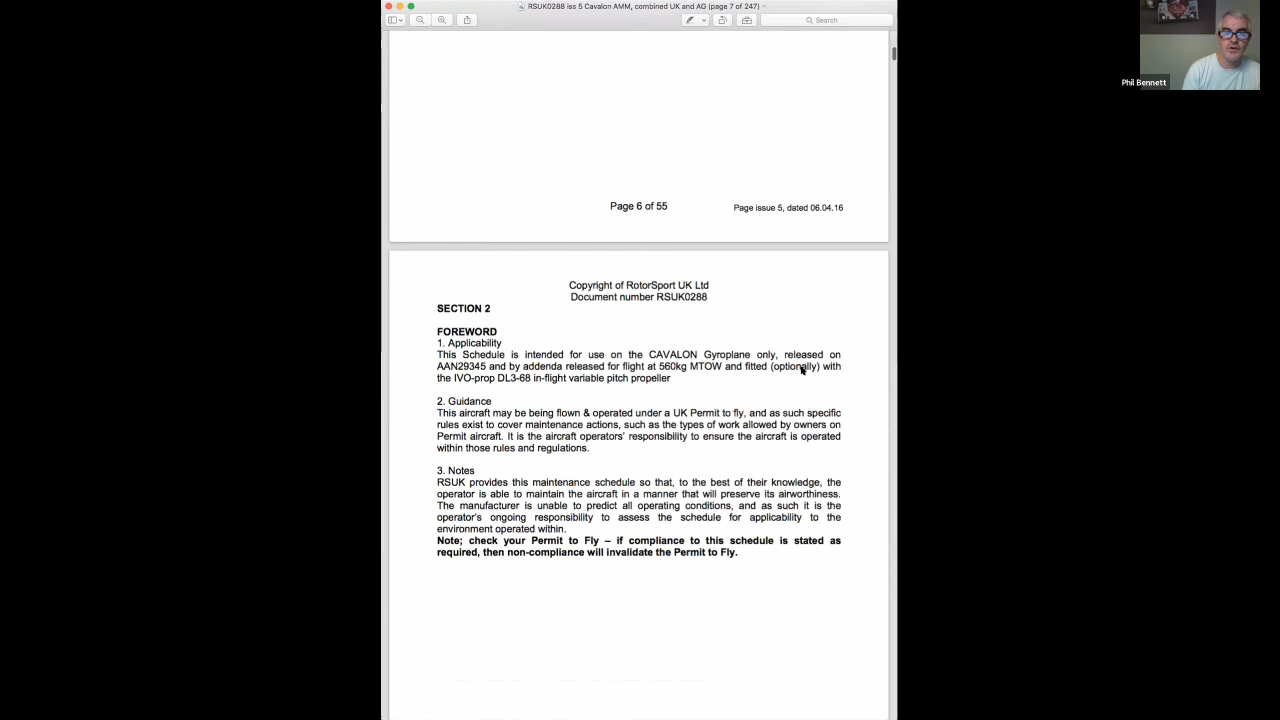 RSUK0288 iss 5 Cavalon AMM, combined UK and AG (page 7 of 247)
Search
Phil Bennett
Page 6 of 55
Page issue 5, dated 06.04.16
Copyright of RotorSport UK Ltd
Document number RSUK0288
SECTION 2
FOREWORD
1. Applicability
This Schedule is intended for use on the CAVALON Gyroplane only, released on
AAN29345 and by addenda released for flight at 560kg MTOW and fitted (optionally) with
the IVO-prop DL3-68 in-flight variable pitch propeller
2. Guidance
This aircraft may be being flown & operated under a UK Permit to fly, and as such specific
rules exist to cover maintenance actions, such as the types of work allowed by owners on
Permit aircraft. It is the aircraft operators' responsibility to ensure the aircraft is operated
within those rules and regulations.
3. Notes
RSUK provides this maintenance schedule so that, to the best of their knowledge, the
operator is able to maintain the aircraft in a manner that will preserve its airworthiness.
The manufacturer is unable to predict all operating conditions, and as such it is the
operator's ongoing responsibility to assess the schedule for applicability to the
environment operated within.
Note; check your Permit to Fly – if compliance to this schedule is stated as
required, then non-compliance will invalidate the Permit to Fly.